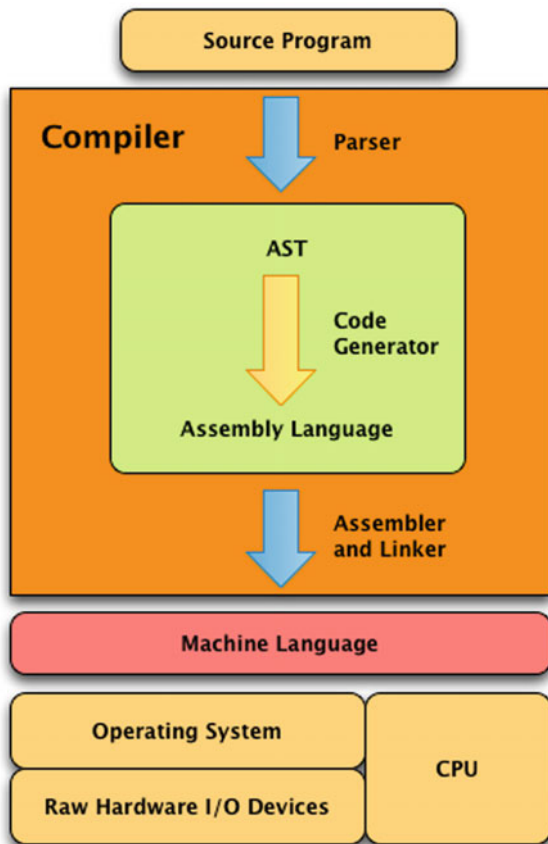 Source Program
Compiler
Parser
AST
Code
Generator
Assembly Language
Assembler
and Linker
Machine Language
Operating System
CPU
Raw Hardware I/O Devices